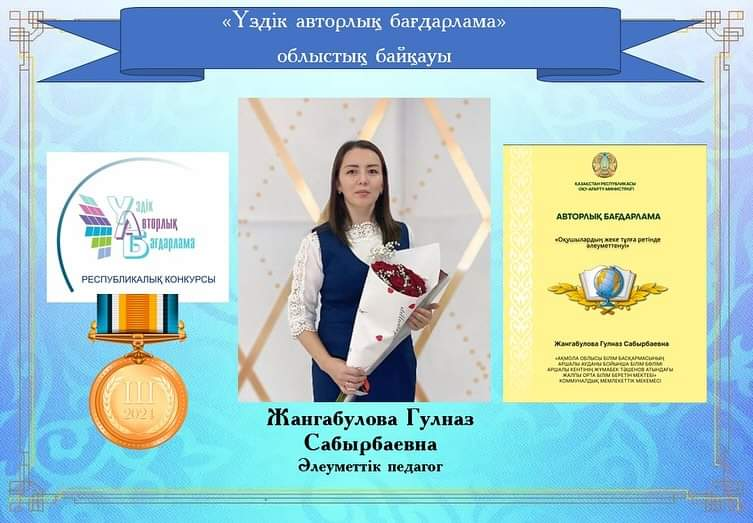 «Үздік авторлық бағдарлама»
облыстық байқауы
Үздік
Авторлық
Бағдарлама
РЕСПУБЛИКАЛЫҚ КОНКУРСЫ
III
2024
Жангабулова Гулназ
Сабырбаевна
Әлеуметтік педагог
ҚАЗАҚСТАН РЕСПУБЛИКАСЫ
ОҚУ-АҒАРТУ МИНИСТРЛІГІ
АВТОРЛЫҚ БАҒДАРЛАМА
«Оқушылардың жеке тұлға ретінде
әлеуметтенуі»
Жангабулова Гулназ Сабырбаевна
«АҚМОЛА ОБЛЫСЫ БІЛІМ БАСҚАРМАСЫНЫҢ
АРШАЛЫ АУДАНЫ БОЙЫНША БІЛІМ БӨЛІМІ
АРШАЛЫ КЕНТІНІҢ ЖҰМАБЕК ТӘШЕНОВ АТЫНДАҒЫ
ЖАЛПЫ ОРТА БІЛІМ БЕРЕТІН МЕКТЕБІ»
КОММУНАЛДЫҚ МЕМЛЕКЕТТІК МЕКЕМЕСІ